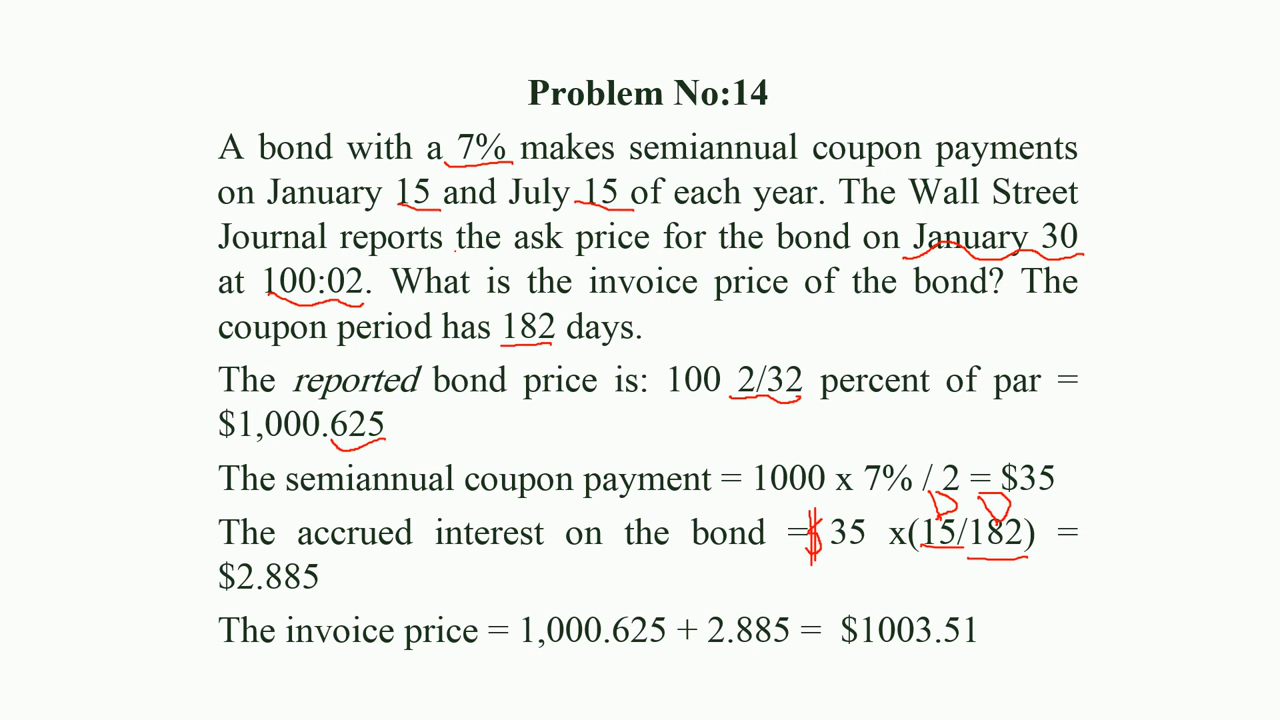 Problem No:14
A bond with a 7% makes semiannual coupon payments
on January 15 and July 15 of each year. The Wall Street
Journal reports the ask price for the bond on January 30
at 100:02. What is the invoice price of the bond? The
coupon period has 182 days.
The reported bond price is: 100 2/32 percent of par =
$1,000.625
The semiannual coupon payment = 1000 x 7% / 2 = $35
D D
The accrued interest on the bond =$ 35 x(15/182) =
$2.885
The invoice price = 1,000.625 + 2.885 = $1003.51